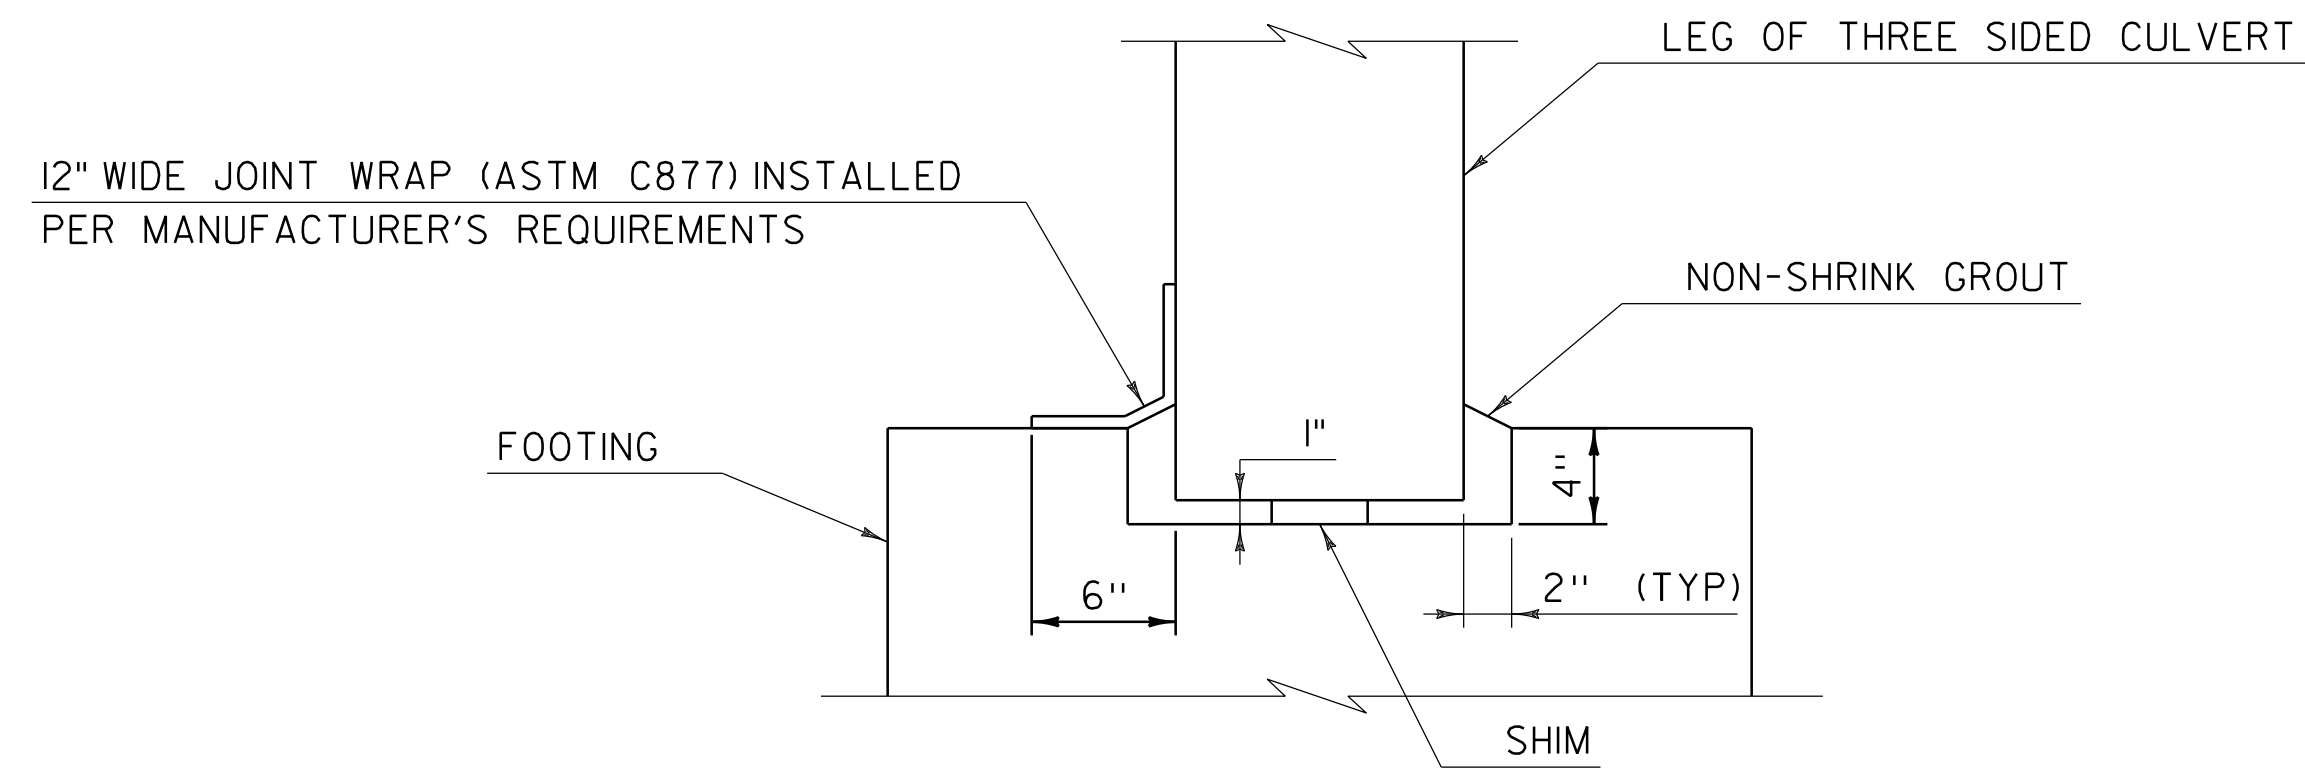 LEG OF THREE SIDED CULVERT
12" WIDE JOINT WRAP (ASTM C877) INSTALLED
PER MANUFACTURER'S REQUIREMENTS
NON-SHRINK GROUT
1"
FOOTING
4"
6"
2" (TYP)
SHIM